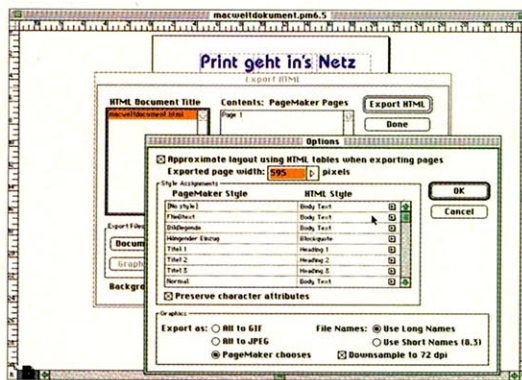 macweltdokument.pm6.5
Print geht in's Netz
Export HTML
HTML Document Title
Contents: PageMaker Pages
Export HTML
macweltdokument.html
Page 1
Done
Options
Approximate layout using HTML tables when exporting pages
Exported page width: 595 pixels
Style Assignments
PageMaker Style HTML Style
[No style] Body Text
Fließtext Body Text
Bildlegende Body Text
Hängender Einzug Blockquote
Titel 1 Heading 1
Titel 2 Heading 2
Titel 3 Heading 3
Normal Body Text
OK
Cancel
Export Files
Docum
Graph
Backgro
Preserve character attributes
Graphics
Export as: All to GIF File Names: Use Long Names
All to JPEG Use Short Names (8.3)
PageMaker chooses Downsample to 72 dpi